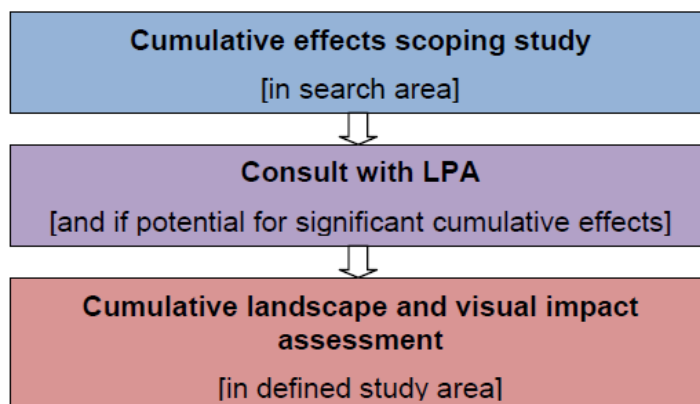 Cumulative effects scoping study
[in search area]
Consult with LPA
[and if potential for significant cumulative effects]
Cumulative landscape and visual impact
assessment
[in defined study area]